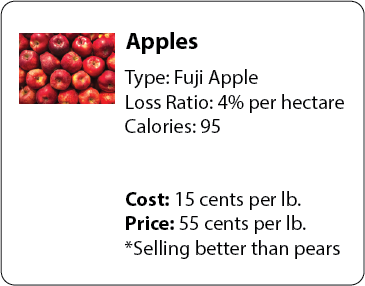 Apples
Type: Fuji Apple
Loss Ratio: 4% per hectare
Calories: 95
Cost: 15 cents per lb.
Price: 55 cents per lb.
*Selling better than pears